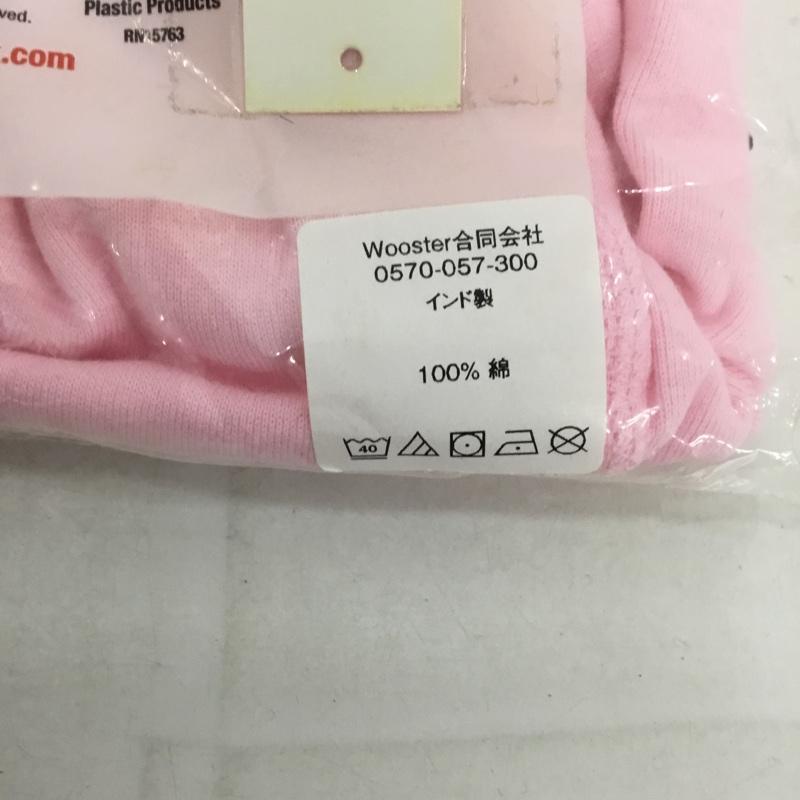 ved.
Plastic Products
RN 5763
.com
Wooster合同会社
0570-057-300
インド製
100% 綿
40